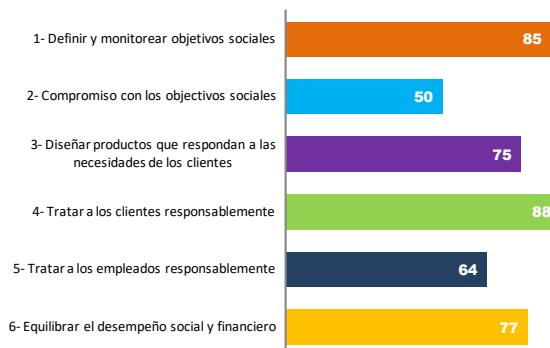 1- Definir y monitorear objetivos sociales
85
2- Compromiso con los objectivos sociales
50
3- Diseñar productos que respondan a las
necesidades de los clientes
75
4- Tratar a los clientes responsablemente
88
5- Tratar a los empleados responsablemente
64
6- Equilibrar el desempeño social y financiero
77